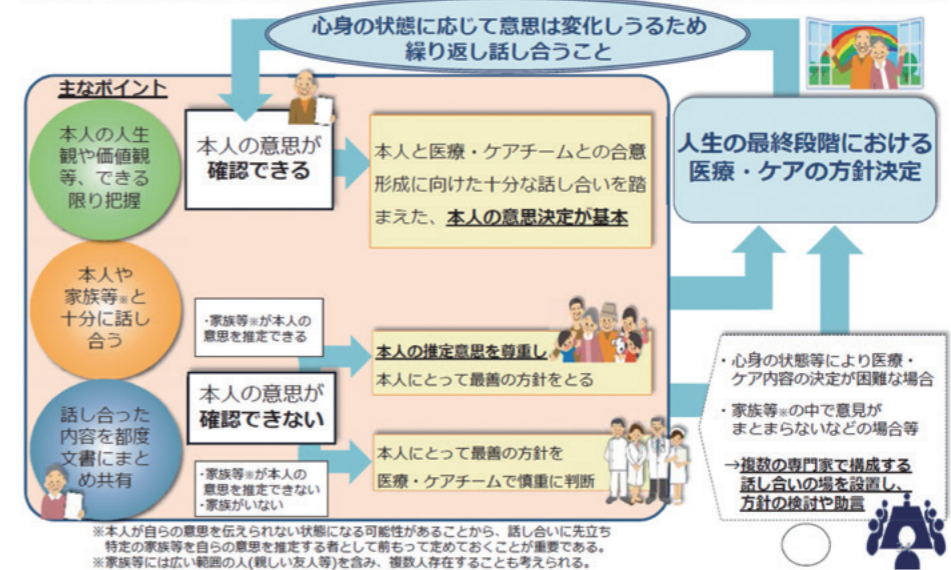 心身の状態に応じて意思は変化しうるため
繰り返し話し合うこと
主なポイント
本人の人生
観や価値観
等、できる
限り把握
本人や
家族等※と
十分に話し
合う
話し合った
内容を都度
文書にまと
め共有
本人の意思が
確認できる
本人と医療・ケアチームとの合意
形成に向けた十分な話し合いを踏
まえた、本人の意思決定が基本
・家族等※が本人の
意思を推定できる
本人の意思が
確認できない
・家族等※が本人の
意思を推定できない
・家族がいない
本人の推定意思を尊重し、
本人にとって最善の方針をとる
本人にとって最善の方針を
医療・ケアチームで慎重に判断
人生の最終段階における
医療・ケアの方針決定
・心身の状態等により医療・
ケア内容の決定が困難な場合
・家族等※の中で意見が
まとまらないなどの場合等
→複数の専門家で構成する
話し合いの場を設置し、
方針の検討や助言
※本人が自らの意思を伝えられない状態になる可能性があることから、話し合いに先立ち
特定の家族等を自らの意思を推定する者として前もって定めておくことが重要である。
※家族等には広い範囲の人(親しい友人等)を含み、複数人存在することも考えられる。